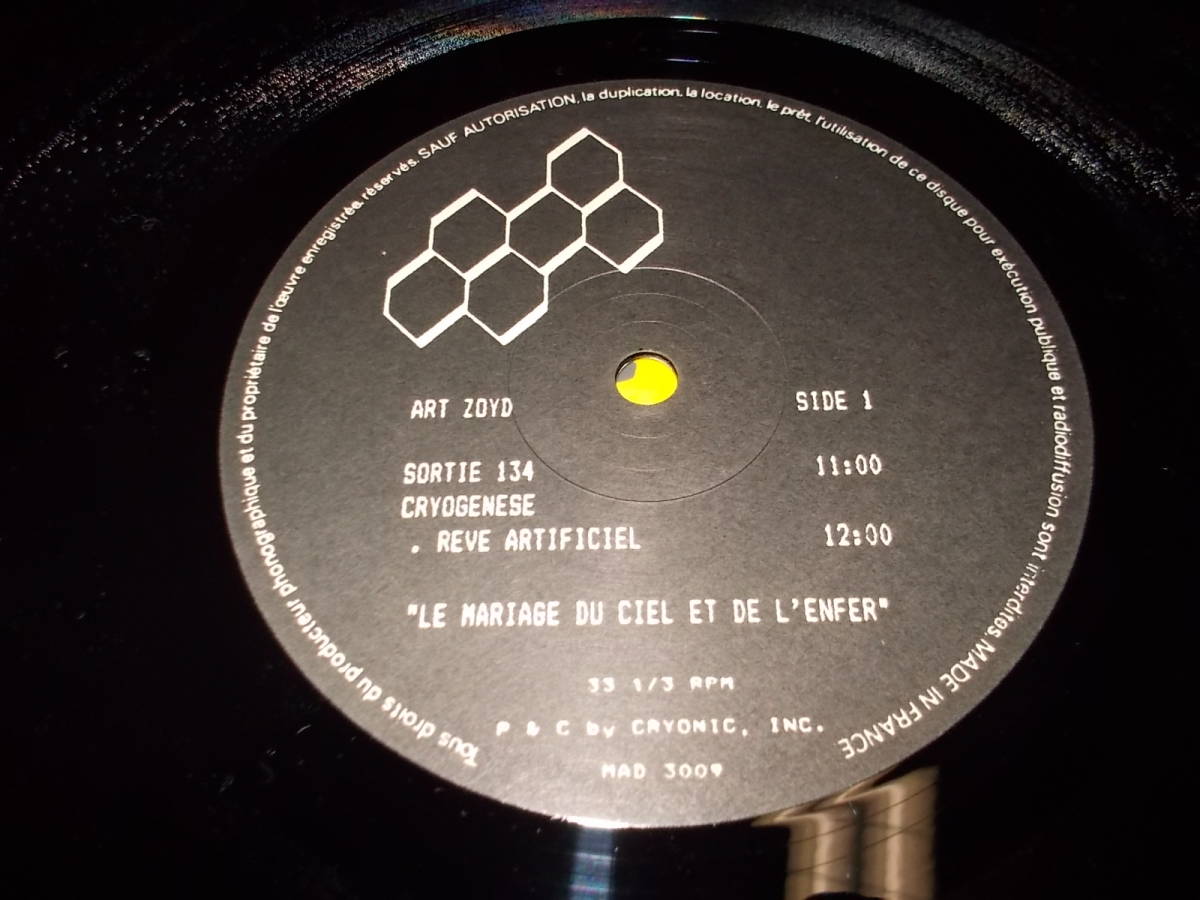 Tous droits du producteur phonographique et du propriétaire de l'œuvre enregistrée, réservés. SAUF AUTORISATION, la duplication, la location, le prêt, l'utilisation de ce disque pour exécution publique et radiodiffusion sont interdites. MADE IN FRANCE
ART ZOYD SIDE 1
SORTIE 134 11:00
CRYOGENESE
. REVE ARTIFICIEL 12:00
"LE MARIAGE DU CIEL ET DE L'ENFER"
33 1/3 RPM
P & C by CRYONIC, INC.
MAD 3009